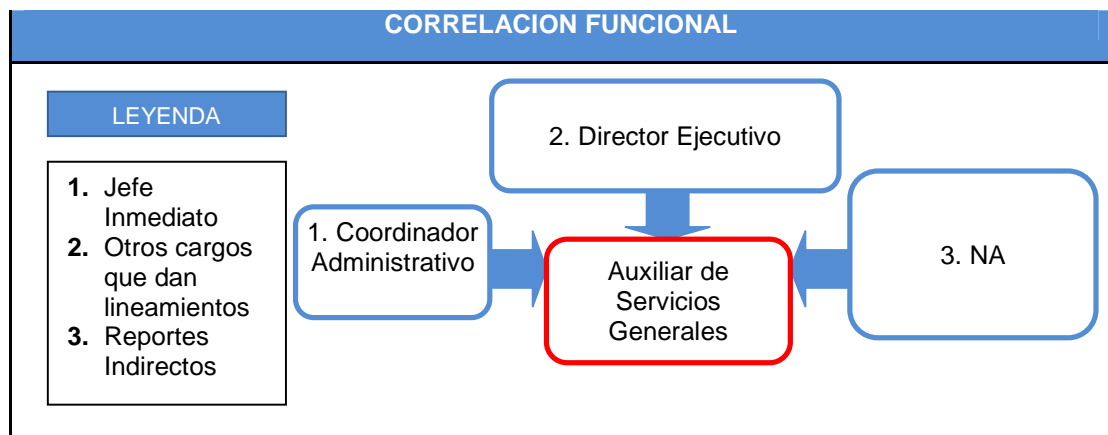 CORRELACION FUNCIONAL
LEYENDA
1. Jefe
Inmediato
2. Otros cargos
que dan
lineamientos
3. Reportes
Indirectos
2. Director Ejecutivo
1. Coordinador
Administrativo
Auxiliar de
Servicios
Generales
3. NA